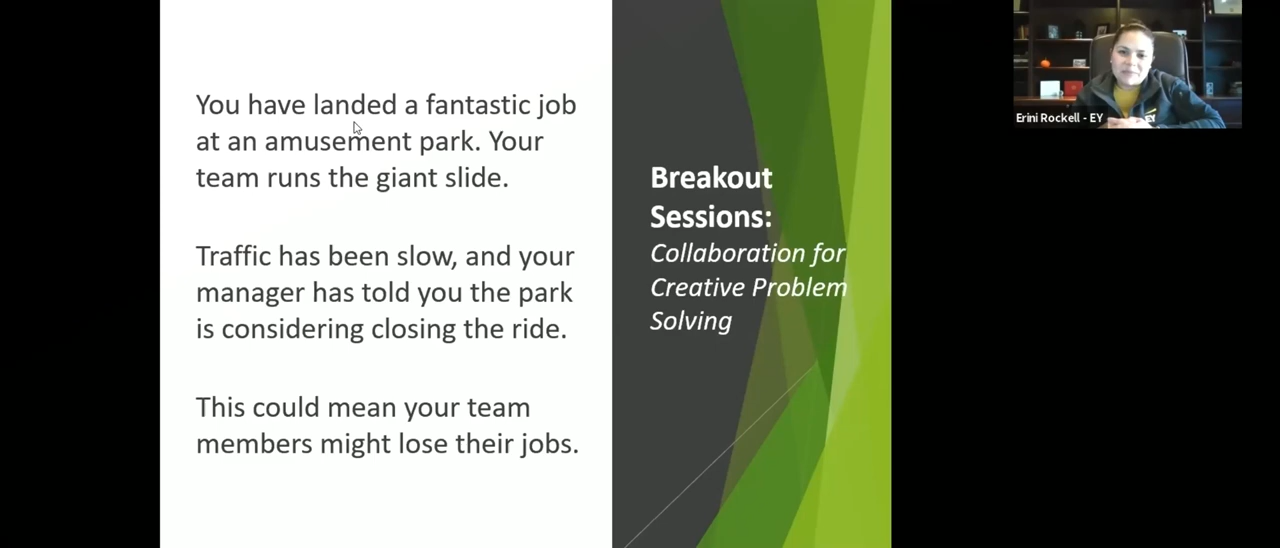 You have landed a fantastic job
at an amusement park. Your
team runs the giant slide.
Traffic has been slow, and your
manager has told you the park
is considering closing the ride.
This could mean your team
members might lose their jobs.
Breakout
Sessions:
Collaboration for
Creative Problem
Solving
Erini Rockell - EY
EY